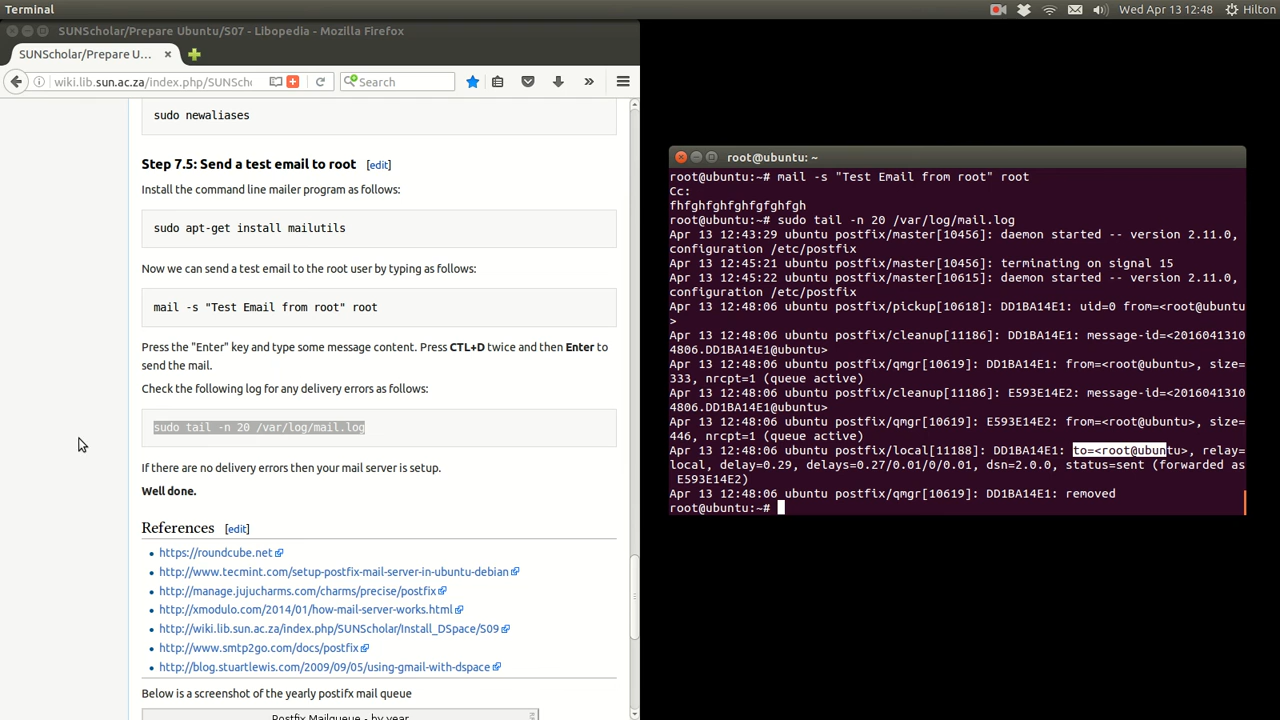 Terminal
Wed Apr 13 12:48
Hilton
SUNScholar/Prepare Ubuntu/S07 - Libopedia - Mozilla Firefox
SUNScholar/Prepare U...
wiki.lib.sun.ac.za/index.php/SUNSch
Search
sudo newaliases
Step 7.5: Send a test email to root [edit]
Install the command line mailer program as follows:
sudo apt-get install mailutils
Now we can send a test email to the root user by typing as follows:
mail -s "Test Email from root" root
Press the "Enter" key and type some message content. Press CTL+D twice and then Enter to
send the mail.
Check the following log for any delivery errors as follows:
sudo tail -n 20 /var/log/mail.log
If there are no delivery errors then your mail server is setup.
Well done.
References [edit]
https://roundcube.net
http://www.tecmint.com/setup-postfix-mail-server-in-ubuntu-debian
http://manage.jujucharms.com/charms/precise/postfix
http://xmodulo.com/2014/01/how-mail-server-works.html
http://wiki.lib.sun.ac.za/index.php/SUNScholar/Install_DSpace/S09
http://www.smtp2go.com/docs/postfix
http://blog.stuartlewis.com/2009/09/05/using-gmail-with-dspace
Below is a screenshot of the yearly postifx mail queue
Postfix Mailqueue - by year
root@ubuntu: ~
root@ubuntu:~# mail -s "Test Email from root" root
Cc:
fhfghfghfghfgfghfgh
root@ubuntu:~# sudo tail -n 20 /var/log/mail.log
Apr 13 12:43:29 ubuntu postfix/master[10456]: daemon started -- version 2.11.0,
configuration /etc/postfix
Apr 13 12:45:21 ubuntu postfix/master[10456]: terminating on signal 15
Apr 13 12:45:22 ubuntu postfix/master[10615]: daemon started -- version 2.11.0,
configuration /etc/postfix
Apr 13 12:48:06 ubuntu postfix/pickup[10618]: DD1BA14E1: uid=0 from=<root@ubuntu
>
Apr 13 12:48:06 ubuntu postfix/cleanup[11186]: DD1BA14E1: message-id=<2016041310
4806.DD1BA14E1@ubuntu>
Apr 13 12:48:06 ubuntu postfix/qmgr[10619]: DD1BA14E1: from=<root@ubuntu>, size=
333, nrcpt=1 (queue active)
Apr 13 12:48:06 ubuntu postfix/cleanup[11186]: E593E14E2: message-id=<2016041310
4806.DD1BA14E1@ubuntu>
Apr 13 12:48:06 ubuntu postfix/qmgr[10619]: E593E14E2: from=<root@ubuntu>, size=
446, nrcpt=1 (queue active)
Apr 13 12:48:06 ubuntu postfix/local[11188]: DD1BA14E1: to=<root@ubuntu>, relay=
local, delay=0.29, delays=0.27/0.01/0/0.01, dsn=2.0.0, status=sent (forwarded as
E593E14E2)
Apr 13 12:48:06 ubuntu postfix/qmgr[10619]: DD1BA14E1: removed
root@ubuntu:~#